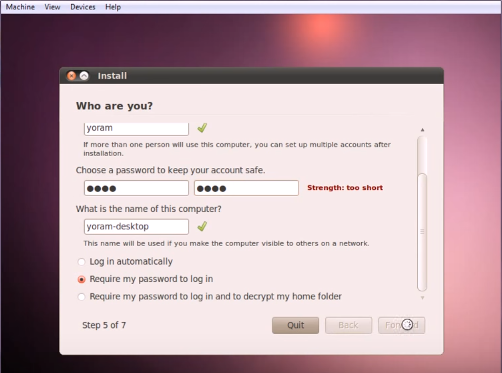 Machine View Devices Help
Install
Who are you?
yoram
If more than one person will use this computer, you can set up multiple accounts after
installation.
Choose a password to keep your account safe.
Strength: too short
What is the name of this computer?
yoram-desktop
This name will be used if you make the computer visible to others on a network.
Log in automatically
Require my password to log in
Require my password to log in and to decrypt my home folder
Step 5 of 7
Quit
Back